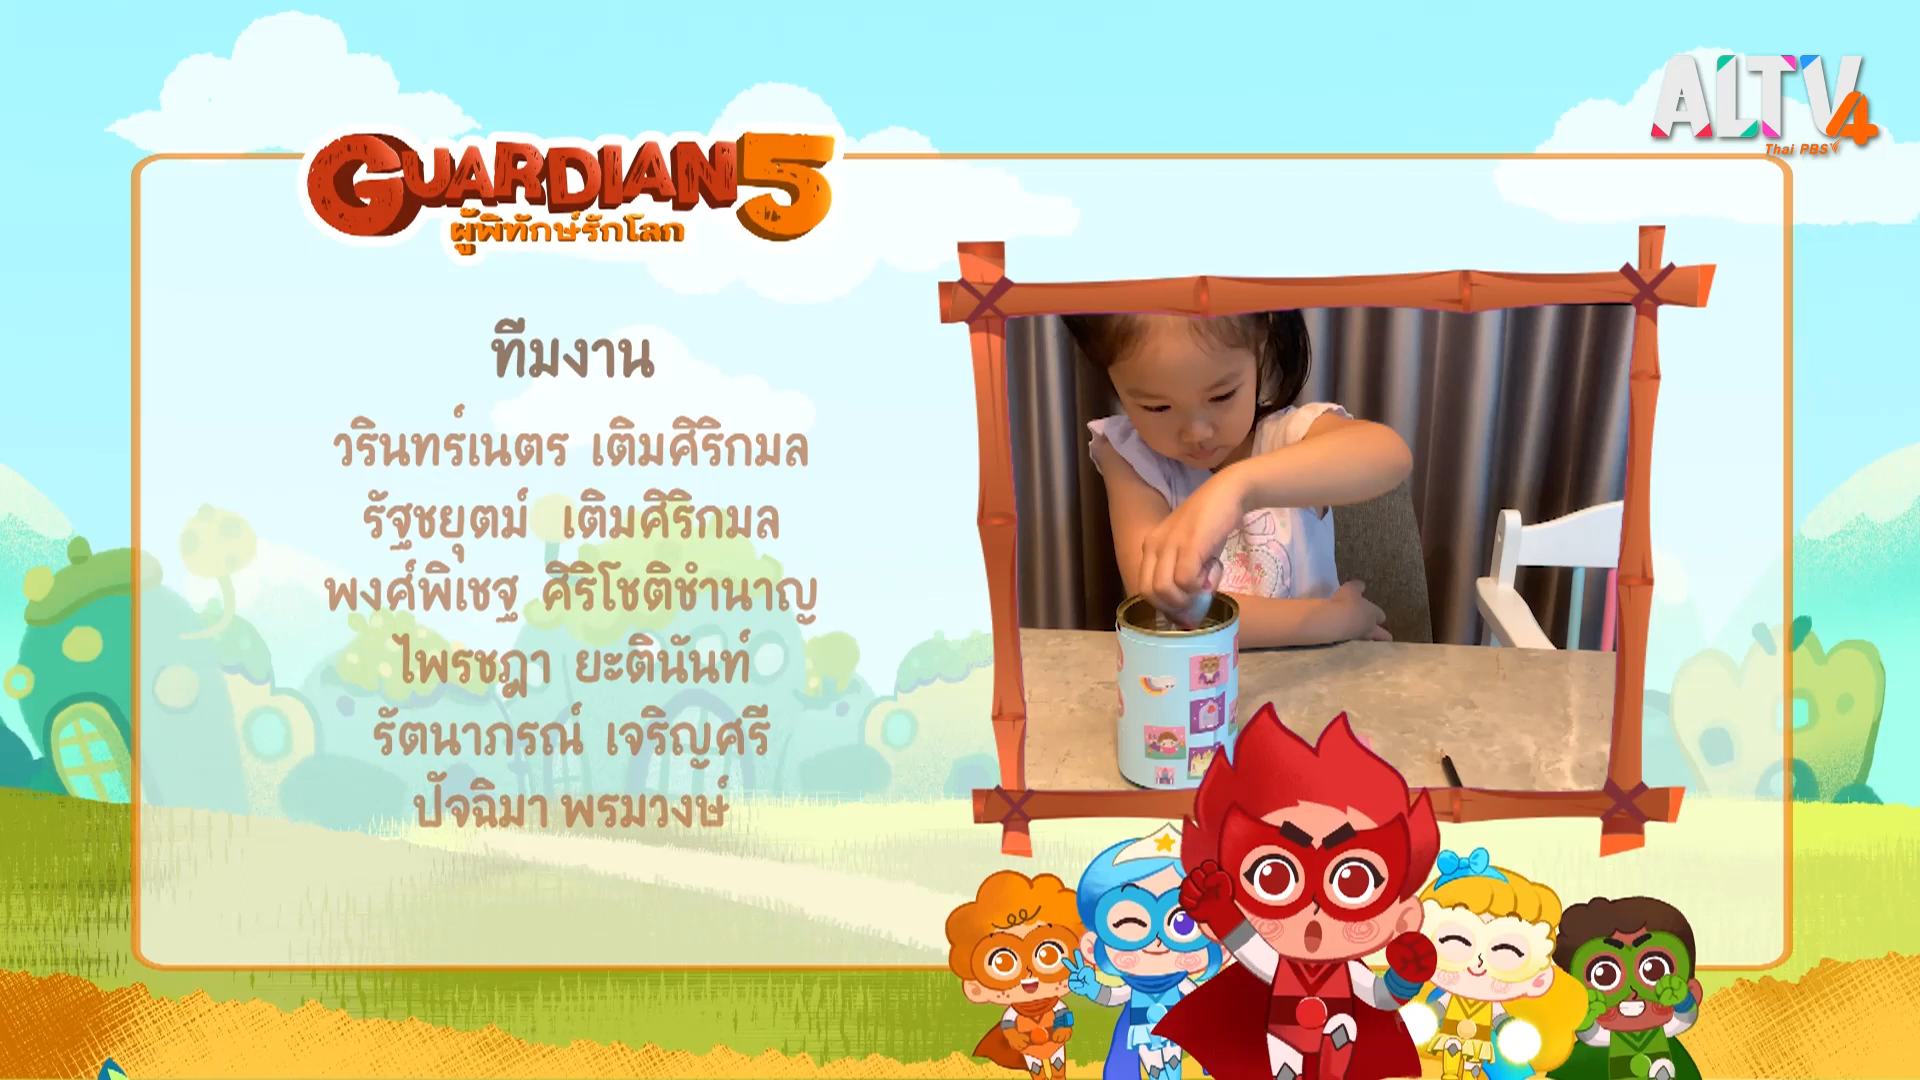 GUARDIAN 5
ผู้พิทักษ์รักโลก
ALTV4
Thai PBS
ทีมงาน
วรินทร์เนตร เติมศิริกมล
รัฐชยุตม์ เติมศิริกมล
พงศ์พิเชฐ ศิริโชติชำนาญ
ไพรชฎา ยะตินันท์
รัตนาภรณ์ เจริญศรี
ปัจฉิมา พรมวงษ์